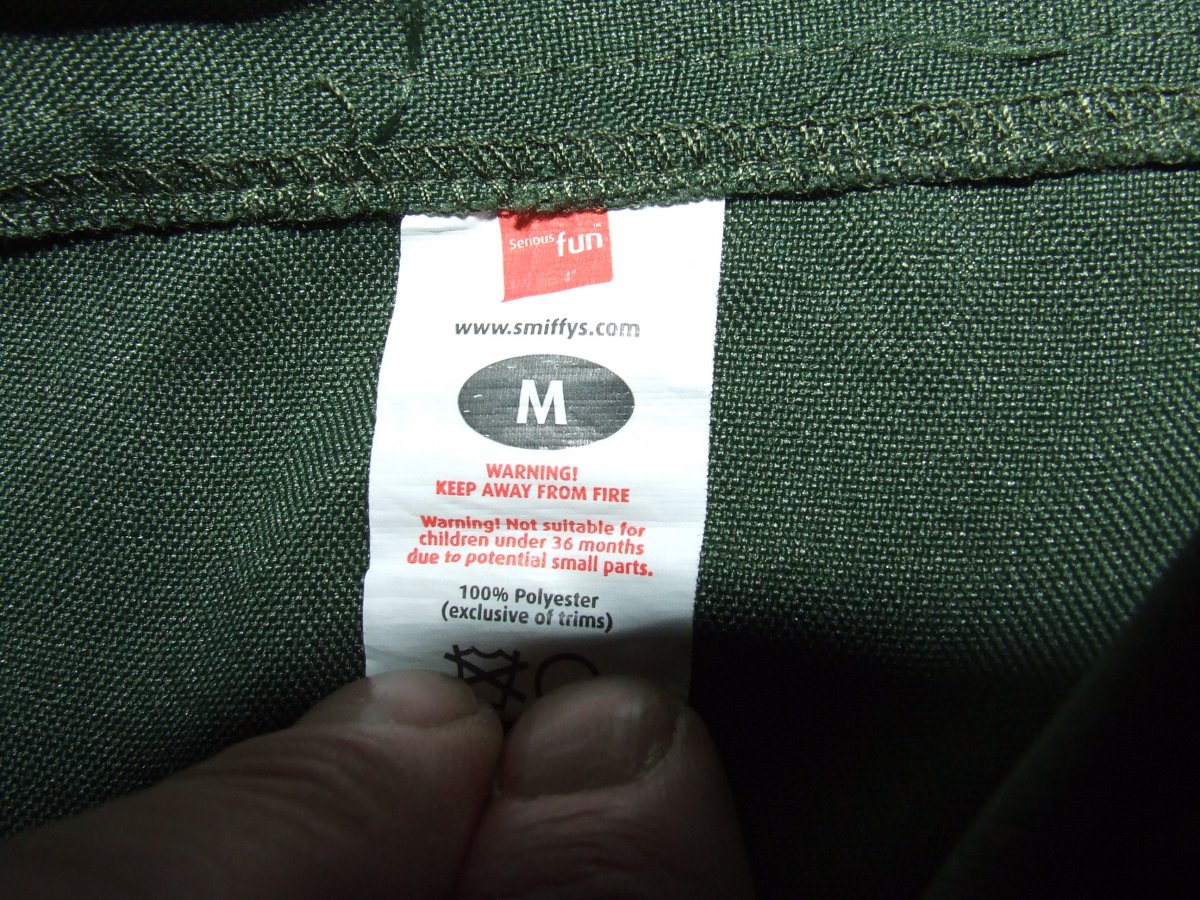 Serious fun™
www.smiffys.com
M
WARNING!
KEEP AWAY FROM FIRE
Warning! Not suitable for
children under 36 months
due to potential small parts.
100% Polyester
(exclusive of trims)